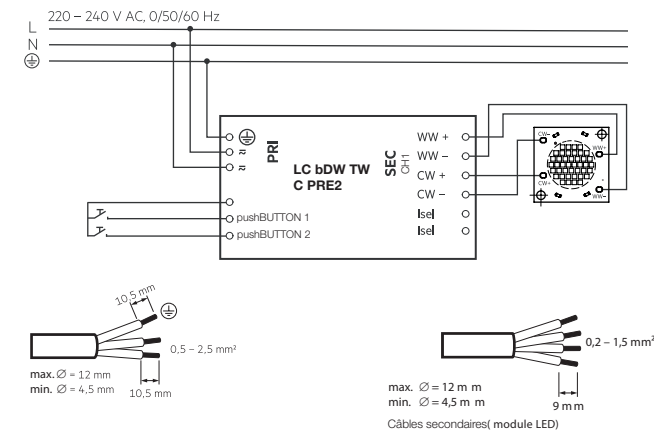 220 – 240 V AC, 0/50/60 Hz
L
N
PRI
≂
≂
LC bDW TW
C PRE2
SEC
CH1
WW +
WW –
CW +
CW –
Isel
Isel
pushBUTTON 1
pushBUTTON 2
CW–
WW+
CW+
WW–
10,5 mm
0,5 – 2,5 mm²
max. Ø = 12 mm
min. Ø = 4,5 mm
10,5 mm
0,2 – 1,5 mm²
max. Ø = 12 m m
min. Ø = 4,5 m m
9 mm
Câbles secondaires( module LED)